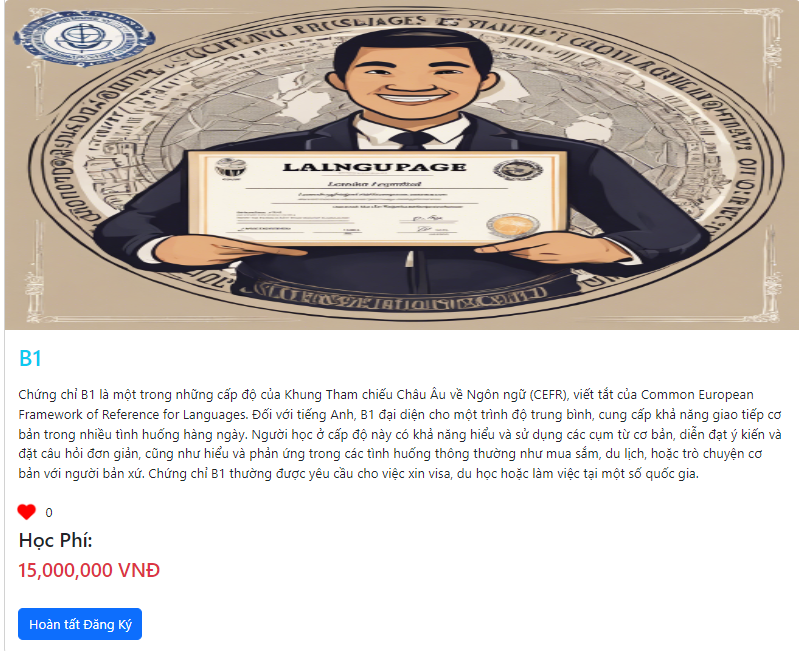 LAINGUPAGE
B1
Chứng chỉ B1 là một trong những cấp độ của Khung Tham chiếu Châu Âu về Ngôn ngữ (CEFR), viết tắt của Common European
Framework of Reference for Languages. Đối với tiếng Anh, B1 đại diện cho một trình độ trung bình, cung cấp khả năng giao tiếp cơ
bản trong nhiều tình huống hàng ngày. Người học ở cấp độ này có khả năng hiểu và sử dụng các cụm từ cơ bản, diễn đạt ý kiến và
đặt câu hỏi đơn giản, cũng như hiểu và phản ứng trong các tình huống thông thường như mua sắm, du lịch, hoặc trò chuyện cơ
bản với người bản xứ. Chứng chỉ B1 thường được yêu cầu cho việc xin visa, du học hoặc làm việc tại một số quốc gia.
0
Học Phí:
15,000,000 VNĐ
Hoàn tất Đăng Ký